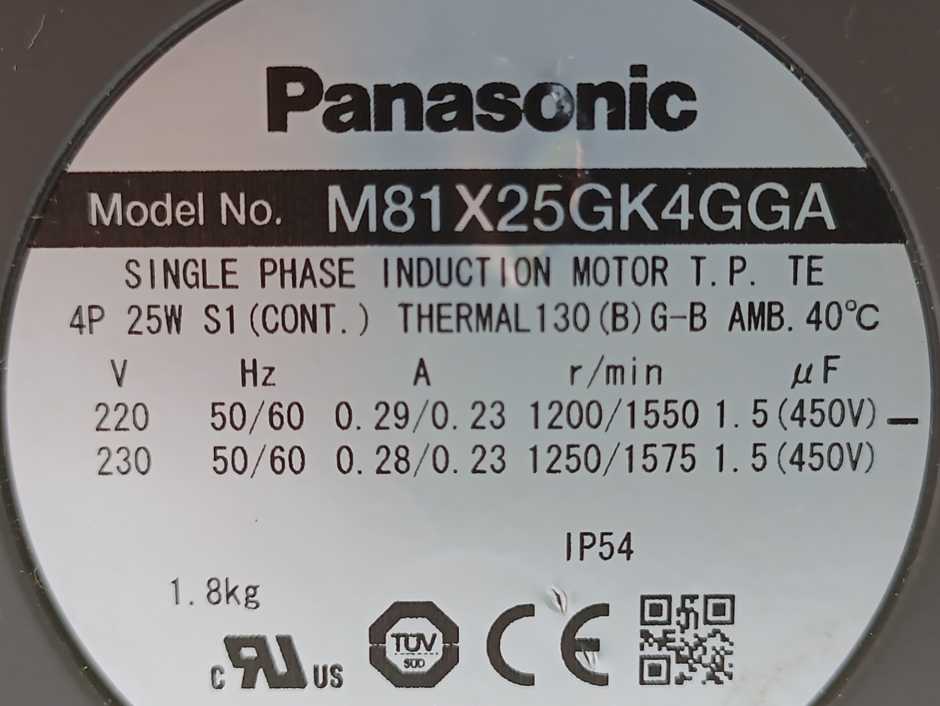 Panasonic
Model No. M81X25GK4GGA
SINGLE PHASE INDUCTION MOTOR T.P. TE
4P 25W S1(CONT.) THERMAL130(B)G-B AMB.40℃
V Hz A r/min μF
220 50/60 0.29/0.23 1200/1550 1.5(450V)
230 50/60 0.28/0.23 1250/1575 1.5(450V)
IP54
1.8kg
c RU US
TÜV
SÜD
CE